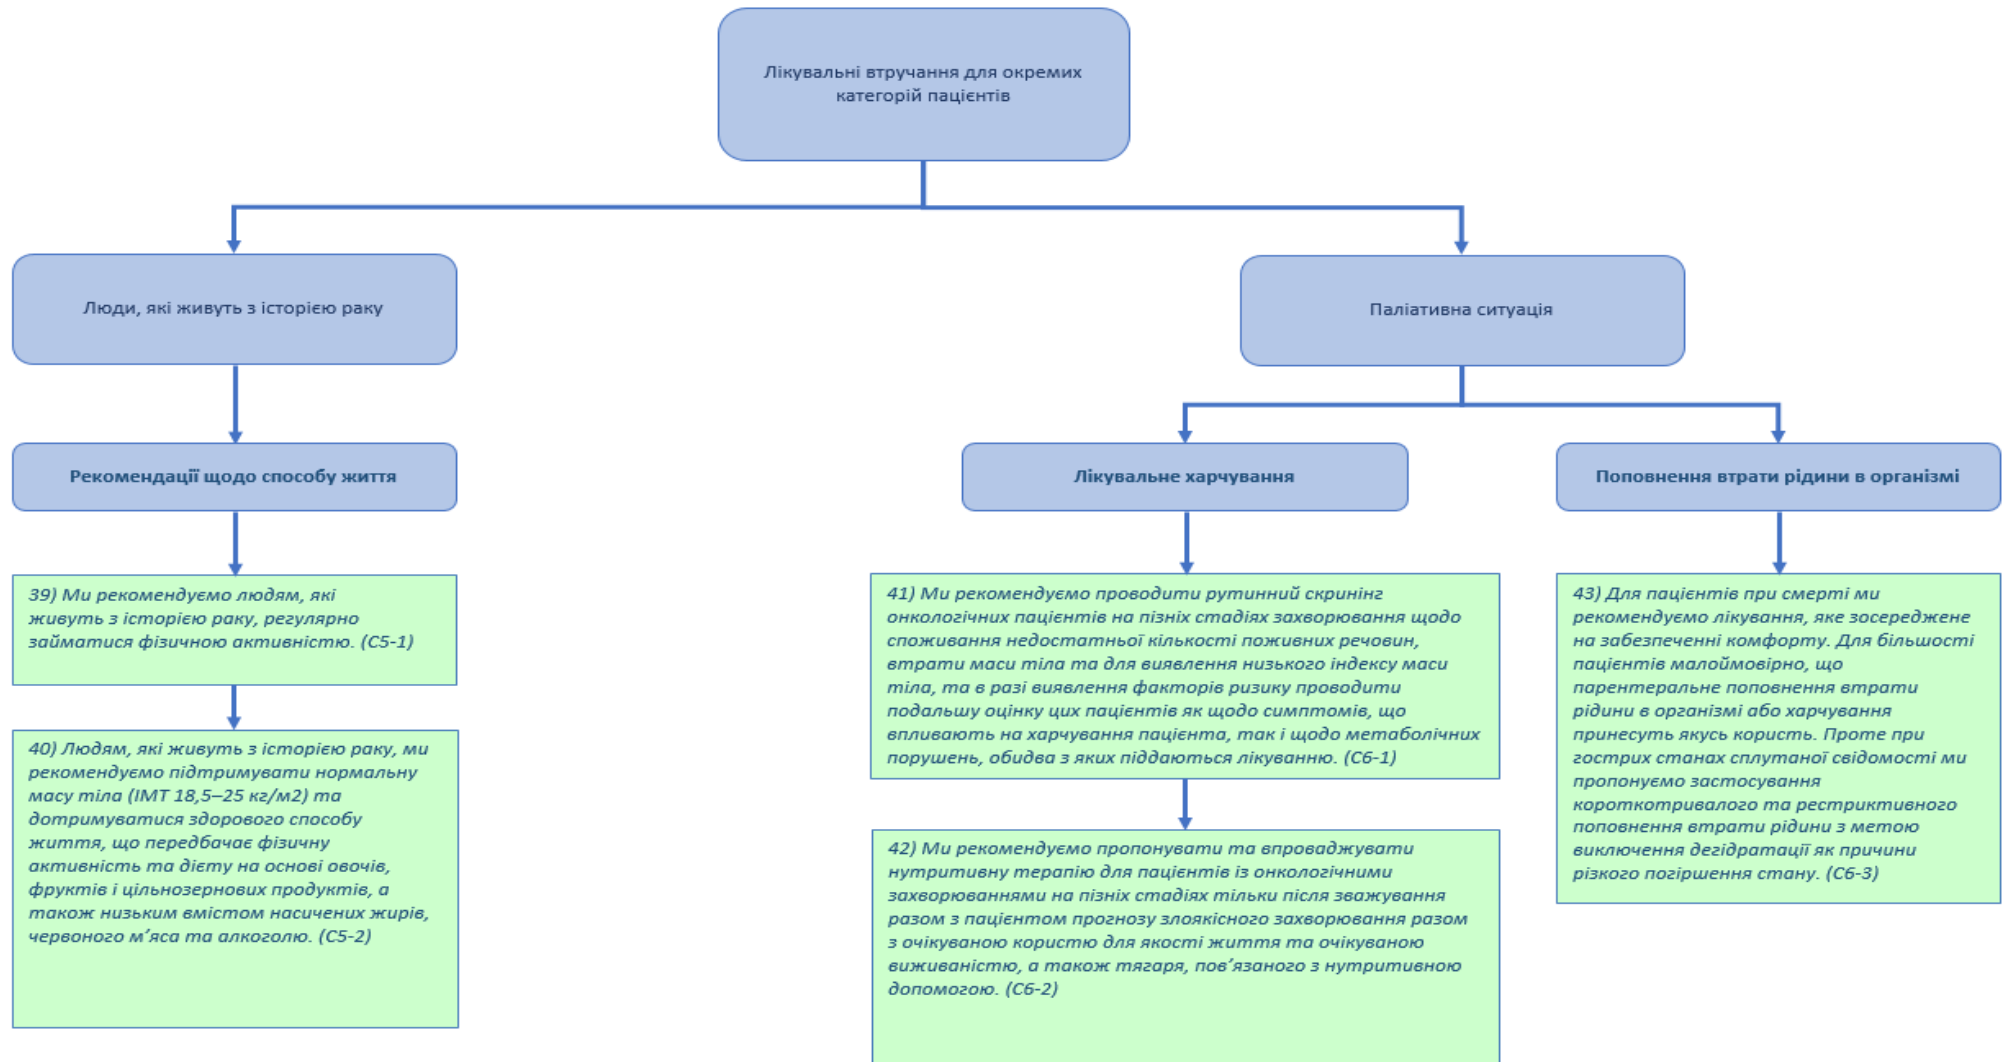 Лікувальні втручання для окремих
категорій пацієнтів
Люди, які живуть з історією раку
Паліативна ситуація
Рекомендації щодо способу життя
Лікувальне харчування
Поповнення втрати рідини в організмі
39) Ми рекомендуємо людям, які
живуть з історією раку, регулярно
займатися фізичною активністю. (C5-1)
40) Людям, які живуть з історією раку, ми
рекомендуємо підтримувати нормальну
масу тіла (ІМТ 18,5–25 кг/м2) та
дотримуватися здорового способу
життя, що передбачає фізичну
активність та дієту на основі овочів,
фруктів і цільнозернових продуктів, а
також низьким вмістом насичених жирів,
червоного м’яса та алкоголю. (C5-2)
41) Ми рекомендуємо проводити рутинний скринінг
онкологічних пацієнтів на пізніх стадіях захворювання щодо
споживання недостатньої кількості поживних речовин,
втрати маси тіла та для виявлення низького індексу маси
тіла, та в разі виявлення факторів ризику проводити
подальшу оцінку цих пацієнтів як щодо симптомів, що
впливають на харчування пацієнта, так і щодо метаболічних
порушень, обидва з яких піддаються лікуванню. (C6-1)
42) Ми рекомендуємо пропонувати та впроваджувати
нутритивну терапію для пацієнтів із онкологічними
захворюваннями на пізніх стадіях тільки після зважування
разом з пацієнтом прогнозу злоякісного захворювання разом
з очікуваною користю для якості життя та очікуваною
виживаністю, а також тягаря, пов’язаного з нутритивною
допомогою. (C6-2)
43) Для пацієнтів при смерті ми
рекомендуємо лікування, яке зосереджене
на забезпеченні комфорту. Для більшості
пацієнтів малоймовірно, що
парентеральне поповнення втрати
рідини в організмі або харчування
принесуть якусь користь. Проте при
гострих станах сплутаної свідомості ми
пропонуємо застосування
короткотривалого та рестриктивного
поповнення втрати рідини з метою
виключення дегідратації як причини
різкого погіршення стану. (C6-3)